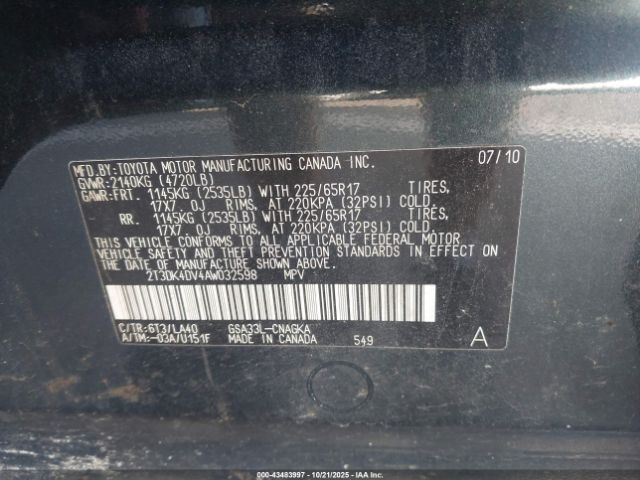 MFD.BY:TOYOTA MOTOR MANUFACTURING CANADA INC. 07/10
GVWR:2140KG (4720LB)
GAWR:FRT. 1145KG (2535LB) WITH 225/65R17 TIRES,
17X7. OJ RIMS, AT 220KPA (32PSI) COLD.
RR. 1145KG (2535LB) WITH 225/65R17 TIRES,
17X7. OJ RIMS, AT 220KPA (32PSI) COLD.
THIS VEHICLE CONFORMS TO ALL APPLICABLE FEDERAL MOTOR
VEHICLE SAFETY AND THEFT PREVENTION STANDARDS IN EFFECT ON
THE DATE OF MANUFACTURE SHOWN ABOVE.
2T3DK4DV4AW032598 MPV
C/TR:6T3/LA40 GSA33L-CNAGKA
A/TM:-03A/U151F MADE IN CANADA 549 A
000-43483997 - 10/21/2025 - IAAI.COM